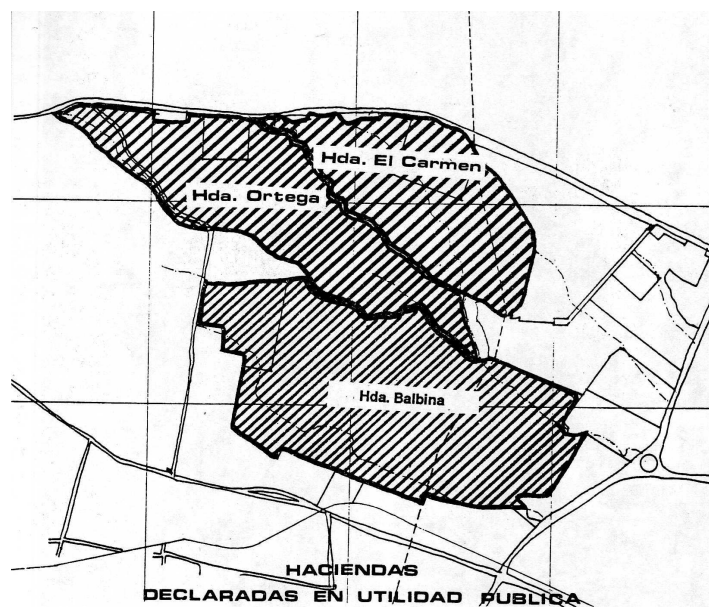 Hda. El Carmen
Hda. Ortega
Hda. Balbina
HACIENDAS
DECLARADAS EN UTILIDAD PUBLICA